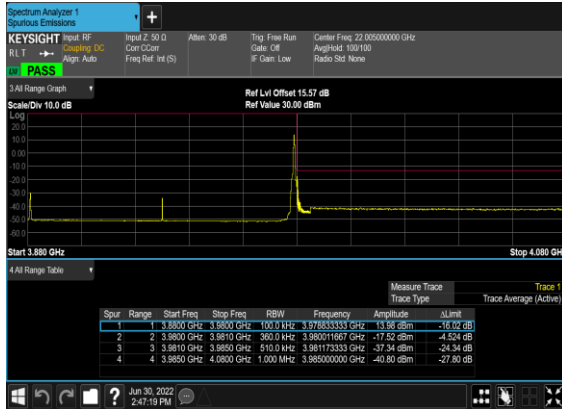 Spectrum Analyzer 1
Spurious Emissions
KEYSIGHT Input: RF Input Z: 50 Ω Atten: 30 dB Trig: Free Run Center Freq: 22.005000000 GHz
RLT Coupling: DC Corr CCorr Gate: Off Avg|Hold: 100/100
Align: Auto Freq Ref: Int (S) IF Gain: Low Radio Std: None
PASS
3 All Range Graph Ref Lvl Offset 15.57 dB
Scale/Div 10.0 dB Ref Value 30.00 dBm
Log
20.0
10.0
0.00
-10.0
-20.0
-30.0
-40.0
-50.0
-60.0
Start 3.880 GHz Stop 4.080 GH
4 All Range Table
Measure Trace Trace 1
Trace Type Trace Average (Active)
Spur Range Start Freq Stop Freq RBW Frequency Amplitude ΔLimit
1 1 3.8800 GHz 3.9800 GHz 100.0 kHz 3.978833333 GHz 13.98 dBm -16.02 dB
2 2 3.9800 GHz 3.9810 GHz 360.0 kHz 3.980011667 GHz -17.52 dBm -4.524 dB
3 3 3.9810 GHz 3.9850 GHz 510.0 kHz 3.981173333 GHz -37.34 dBm -24.34 dB
4 4 3.9850 GHz 4.0800 GHz 1.000 MHz 3.985000000 GHz -40.80 dBm -27.80 dB
? Jun 30, 2022
2:47:19 PM